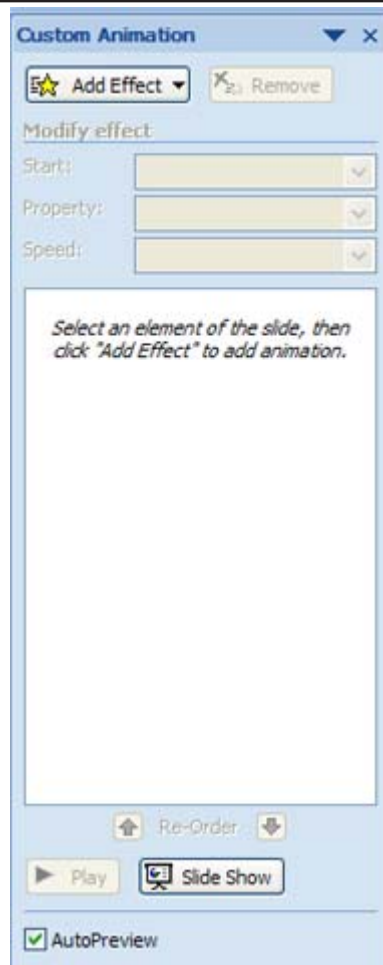 Custom Animation
Add Effect Remove
Modify effect
Start:
Property:
Speed:
Select an element of the slide, then
click "Add Effect" to add animation.
Re-Order
Play Slide Show
AutoPreview